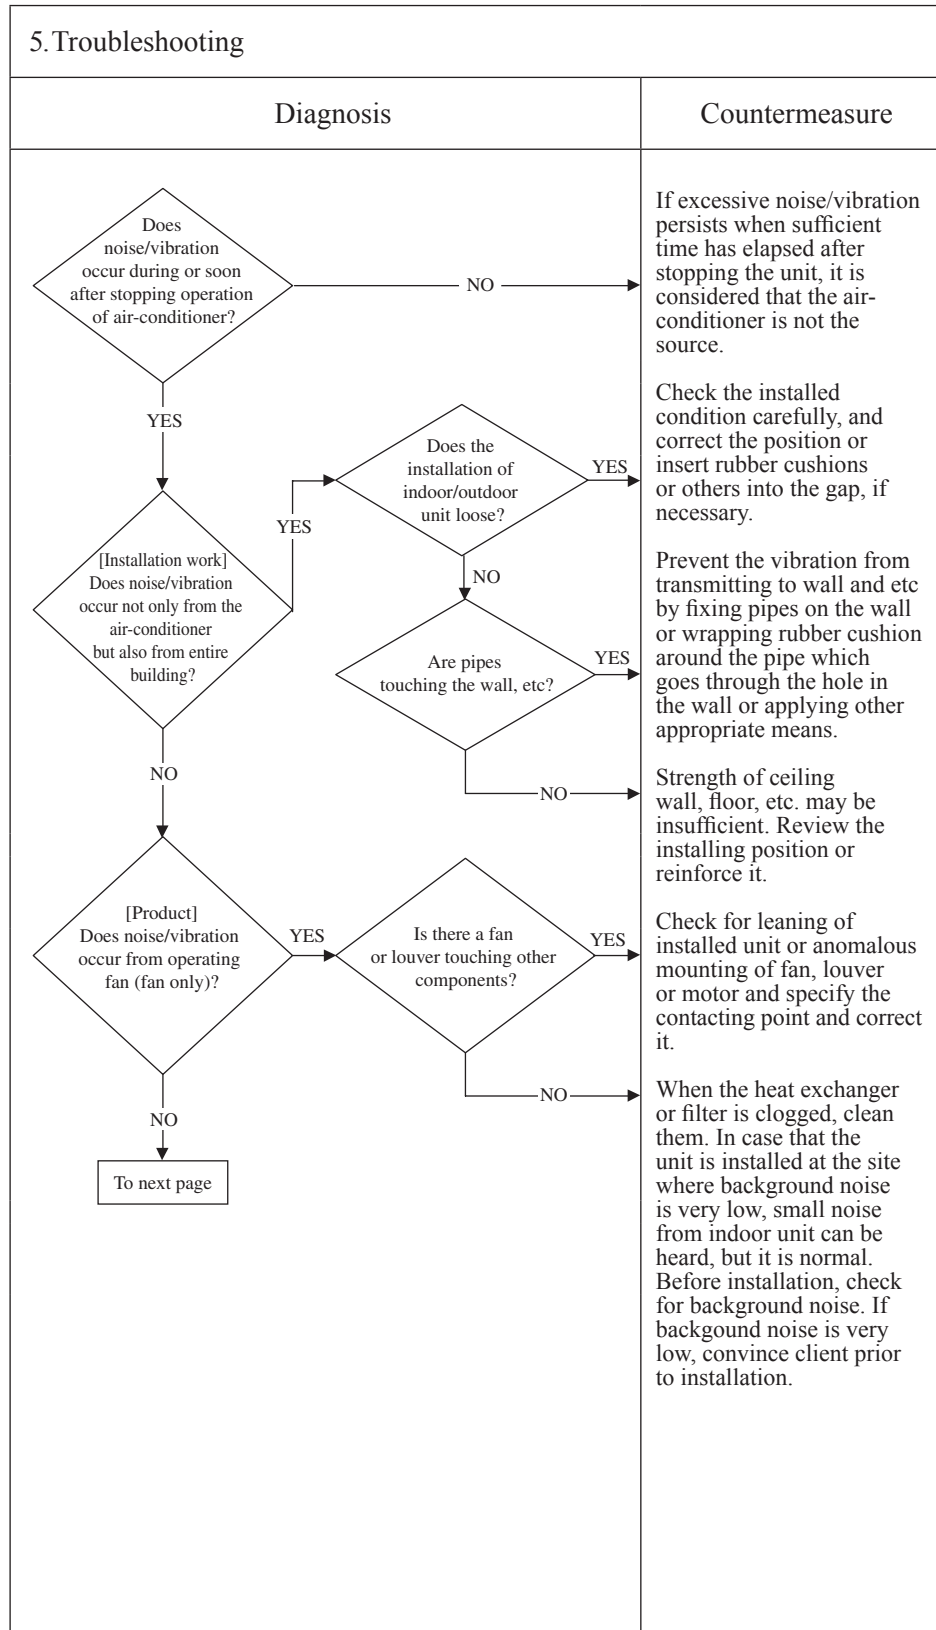 5.Troubleshooting
Diagnosis
Countermeasure
Does
noise/vibration
occur during or soon
after stopping operation
of air-conditioner?
NO
If excessive noise/vibration
persists when sufficient
time has elapsed after
stopping the unit, it is
considered that the air-
conditioner is not the
source.
YES
Does the
installation of
indoor/outdoor
unit loose?
YES
Check the installed
condition carefully, and
correct the position or
insert rubber cushions
or others into the gap, if
necessary.
YES
[Installation work]
Does noise/vibration
occur not only from the
air-conditioner
but also from entire
building?
NO
Are pipes
touching the wall, etc?
YES
Prevent the vibration from
transmitting to wall and etc
by fixing pipes on the wall
or wrapping rubber cushion
around the pipe which
goes through the hole in
the wall or applying other
appropriate means.
NO
NO
Strength of ceiling
wall, floor, etc. may be
insufficient. Review the
installing position or
reinforce it.
[Product]
Does noise/vibration
occur from operating
fan (fan only)?
YES
Is there a fan
or louver touching other
components?
YES
Check for leaning of
installed unit or anomalous
mounting of fan, louver
or motor and specify the
contacting point and correct
it.
NO
NO
When the heat exchanger
or filter is clogged, clean
them. In case that the
unit is installed at the site
where background noise
is very low, small noise
from indoor unit can be
heard, but it is normal.
Before installation, check
for background noise. If
backgound noise is very
low, convince client prior
to installation.
To next page